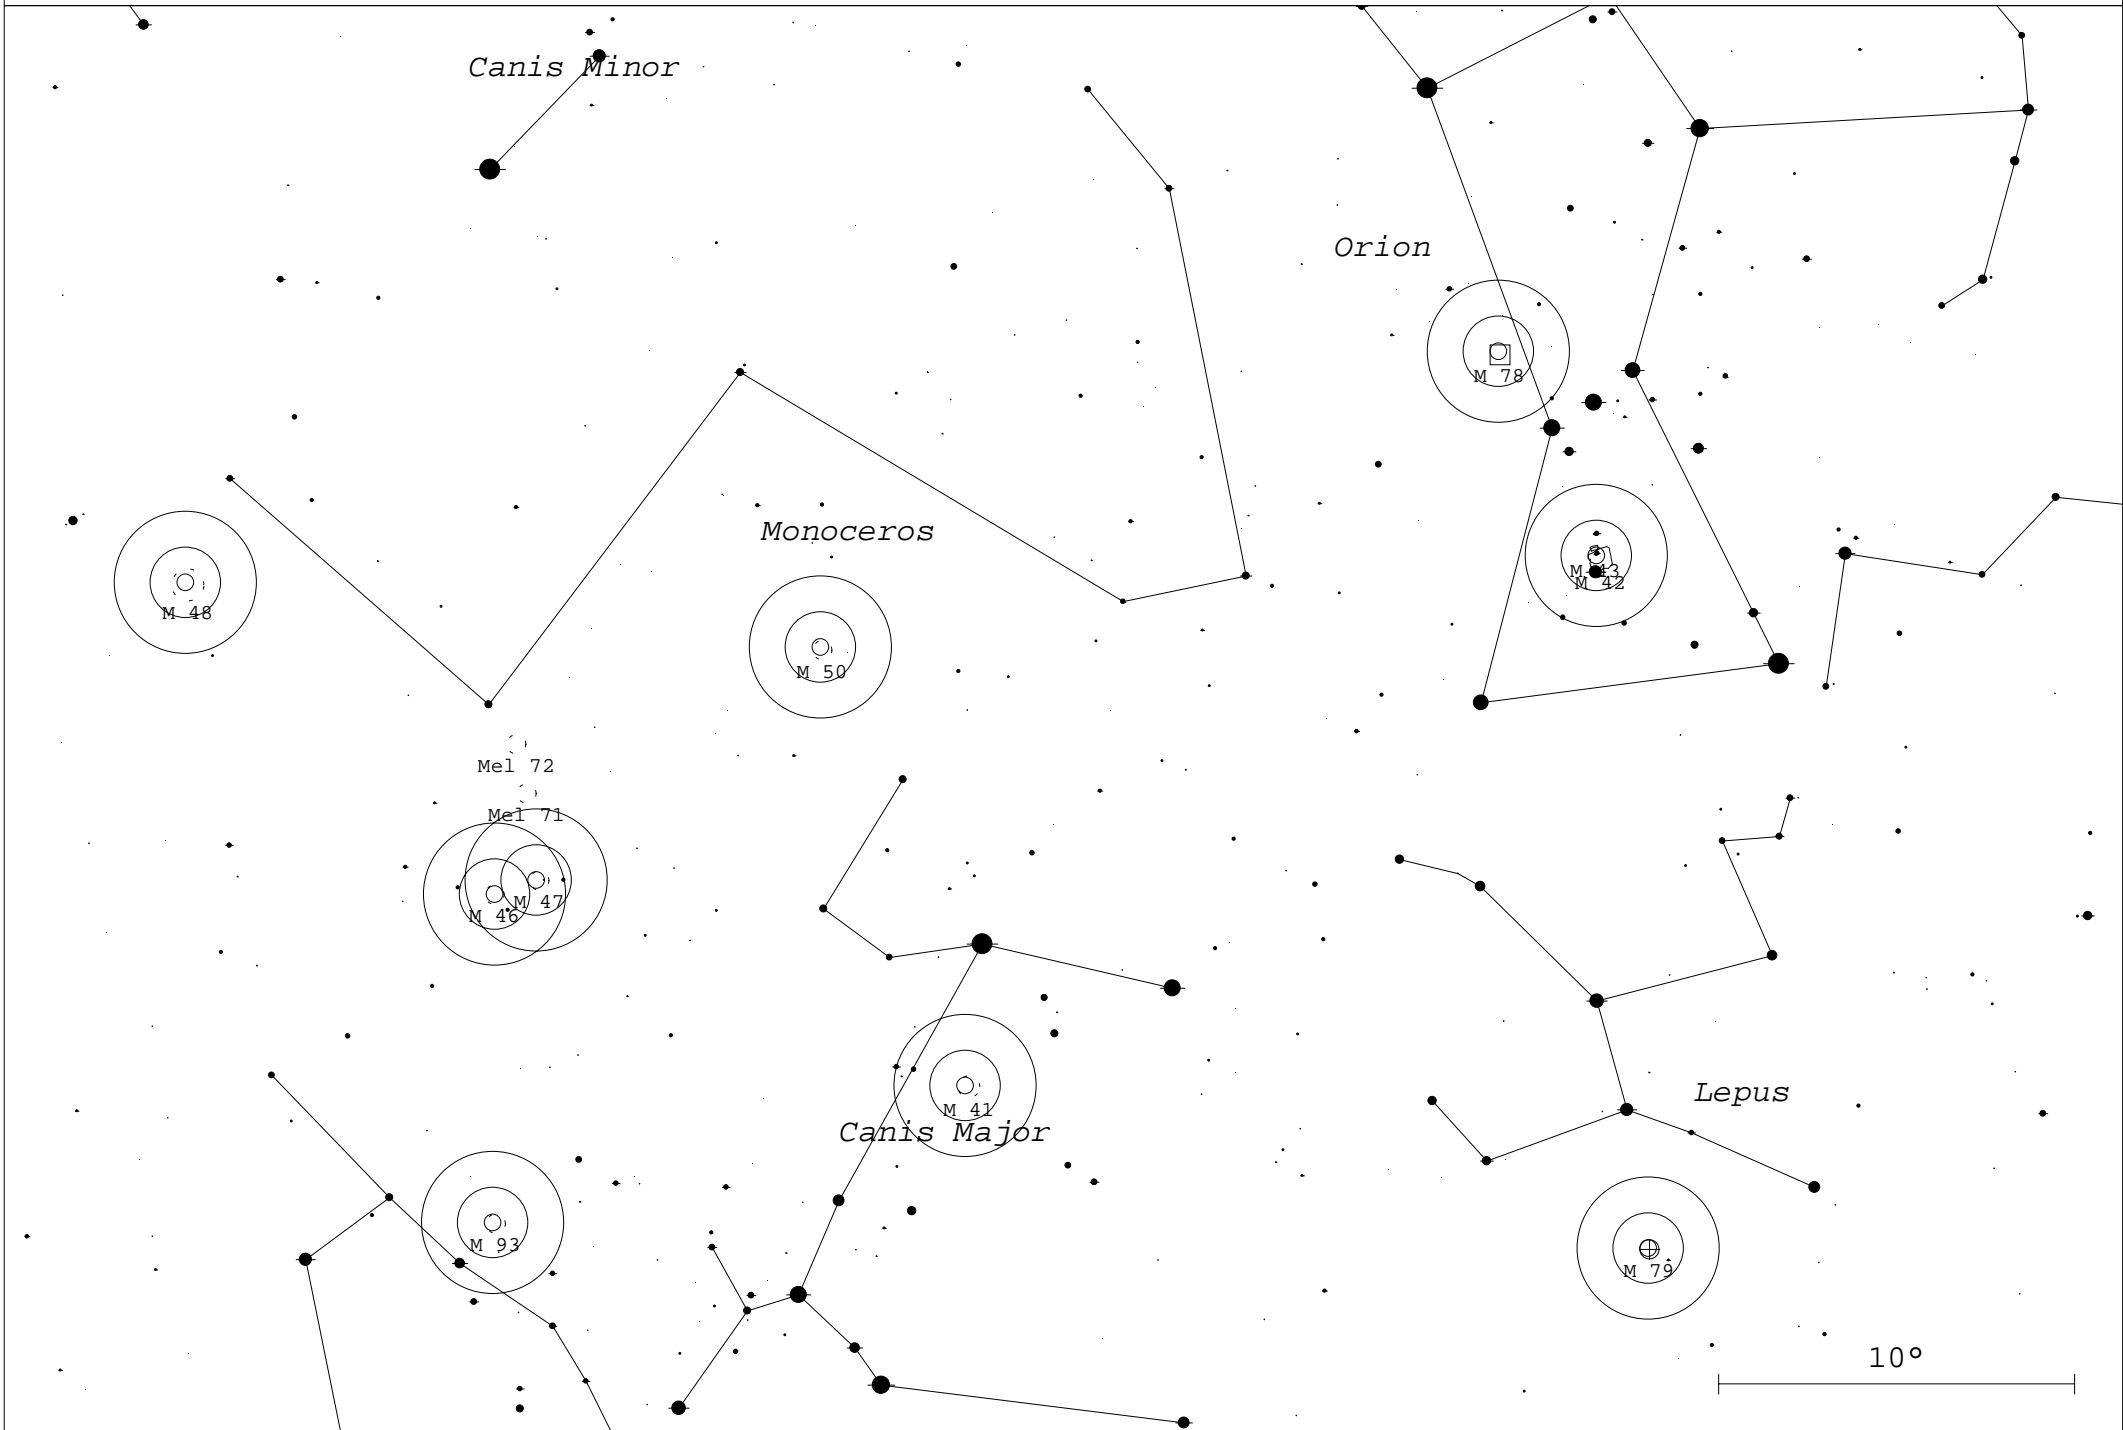 Canis Minor
Orion
M 78
Monoceros
M 43
M 42
M 48
M 50
Mel 72
Mel 71
M 47
M 46
Lepus
M 41
Canis Major
M 93
M 79
10°